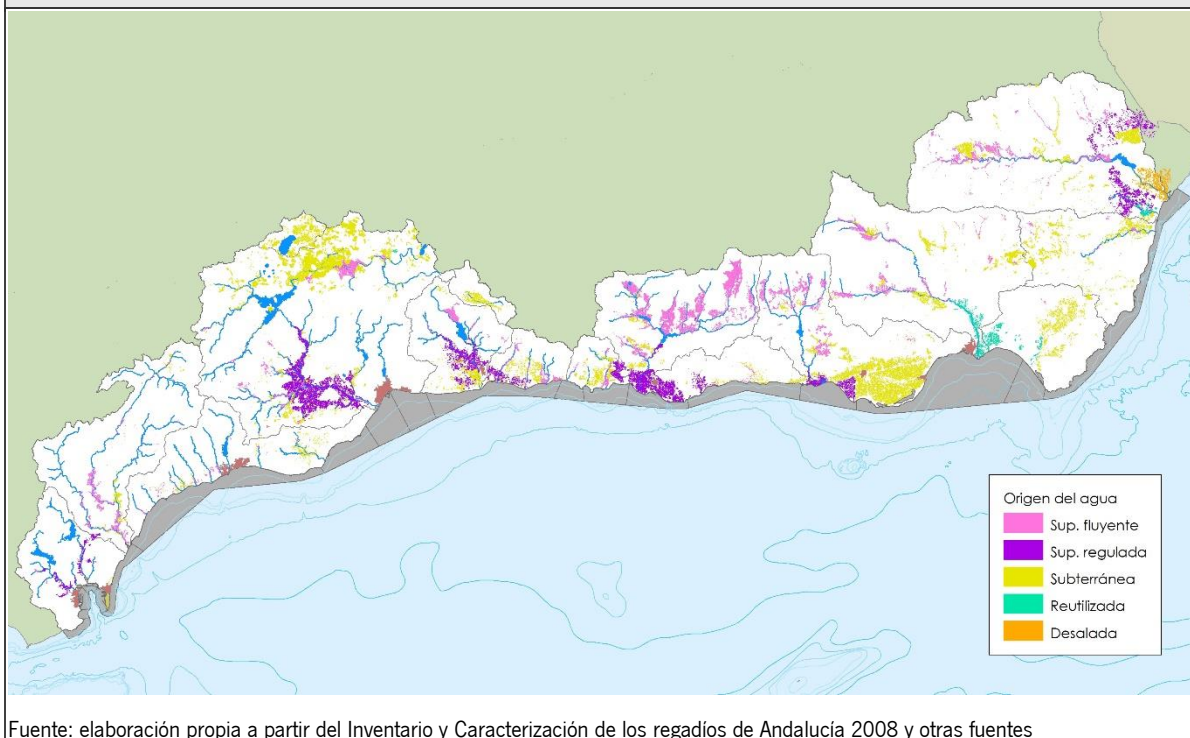 Origen del agua
Sup. fluyente
Sup. regulada
Subterránea
Reutilizada
Desalada
Fuente: elaboración propia a partir del Inventario y Caracterización de los regadíos de Andalucía 2008 y otras fuentes